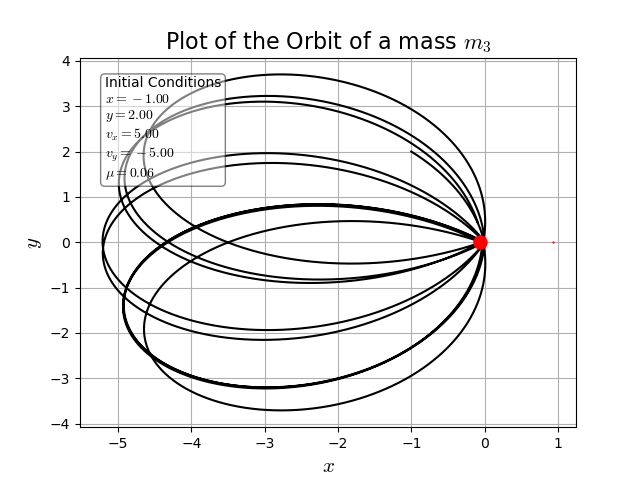 Plot of the Orbit of a mass m₃
Initial Conditions
x = −1.00
y = 2.00
vₓ = 5.00
v_y = −5.00
μ = 0.06
4
3
2
1
0
−1
−2
−3
−4
y
−5 −4 −3 −2 −1 0 1
x